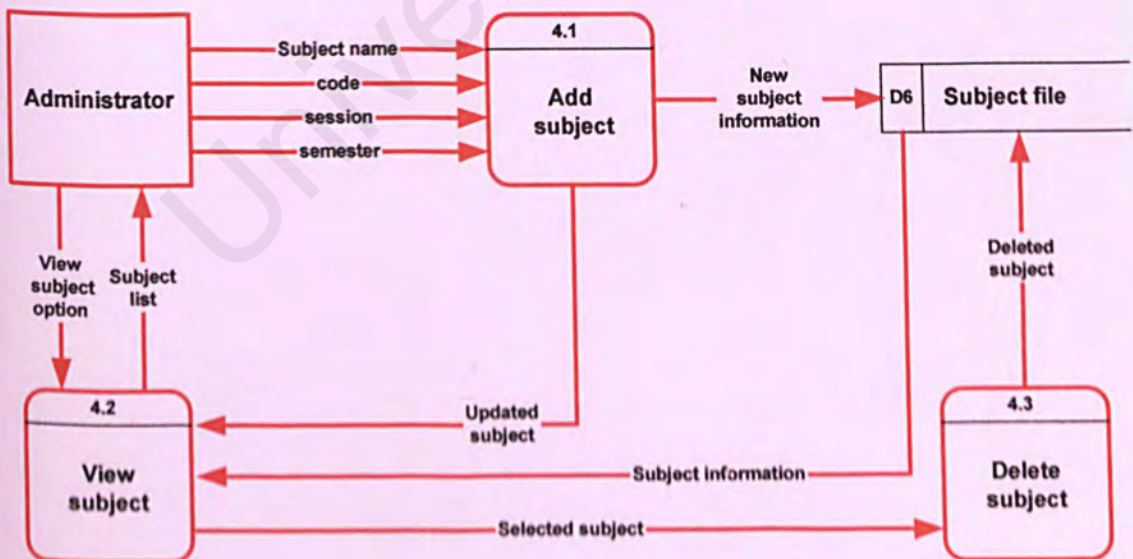 4.1
Subject name
code
session
semester
Administrator
Add
subject
New
subject
information
D6
Subject file
View
subject
option
Subject
list
Deleted
subject
4.2
View
subject
Updated
subject
Subject information
Selected subject
4.3
Delete
subject
Unive